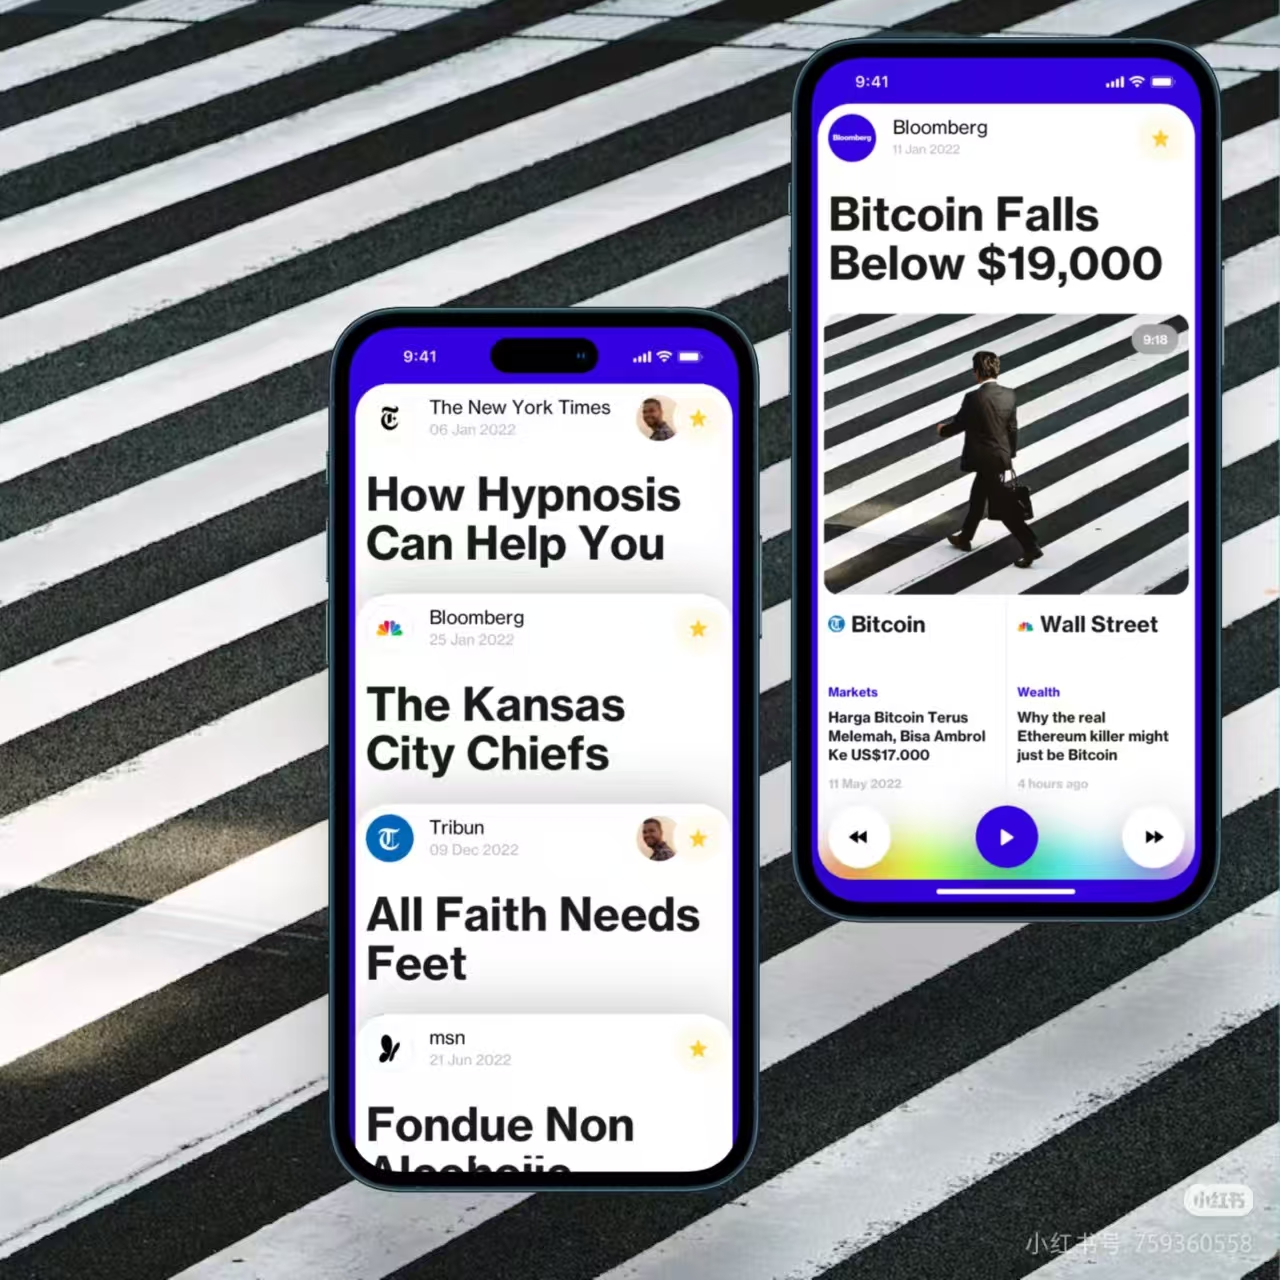 9:41
The New York Times
06 Jan 2022
How Hypnosis
Can Help You
Bloomberg
25 Jan 2022
The Kansas
City Chiefs
Tribun
09 Dec 2022
All Faith Needs
Feet
msn
21 Jun 2022
Fondue Non
9:41
Bloomberg
Bloomberg
11 Jan 2022
Bitcoin Falls
Below $19,000
9:18
Bitcoin
Markets
Harga Bitcoin Terus
Melemah, Bisa Ambrol
Ke US$17.000
11 May 2022
Wall Street
Wealth
Why the real
Ethereum killer might
just be Bitcoin
4 hours ago
小红书
小红书号 759360558